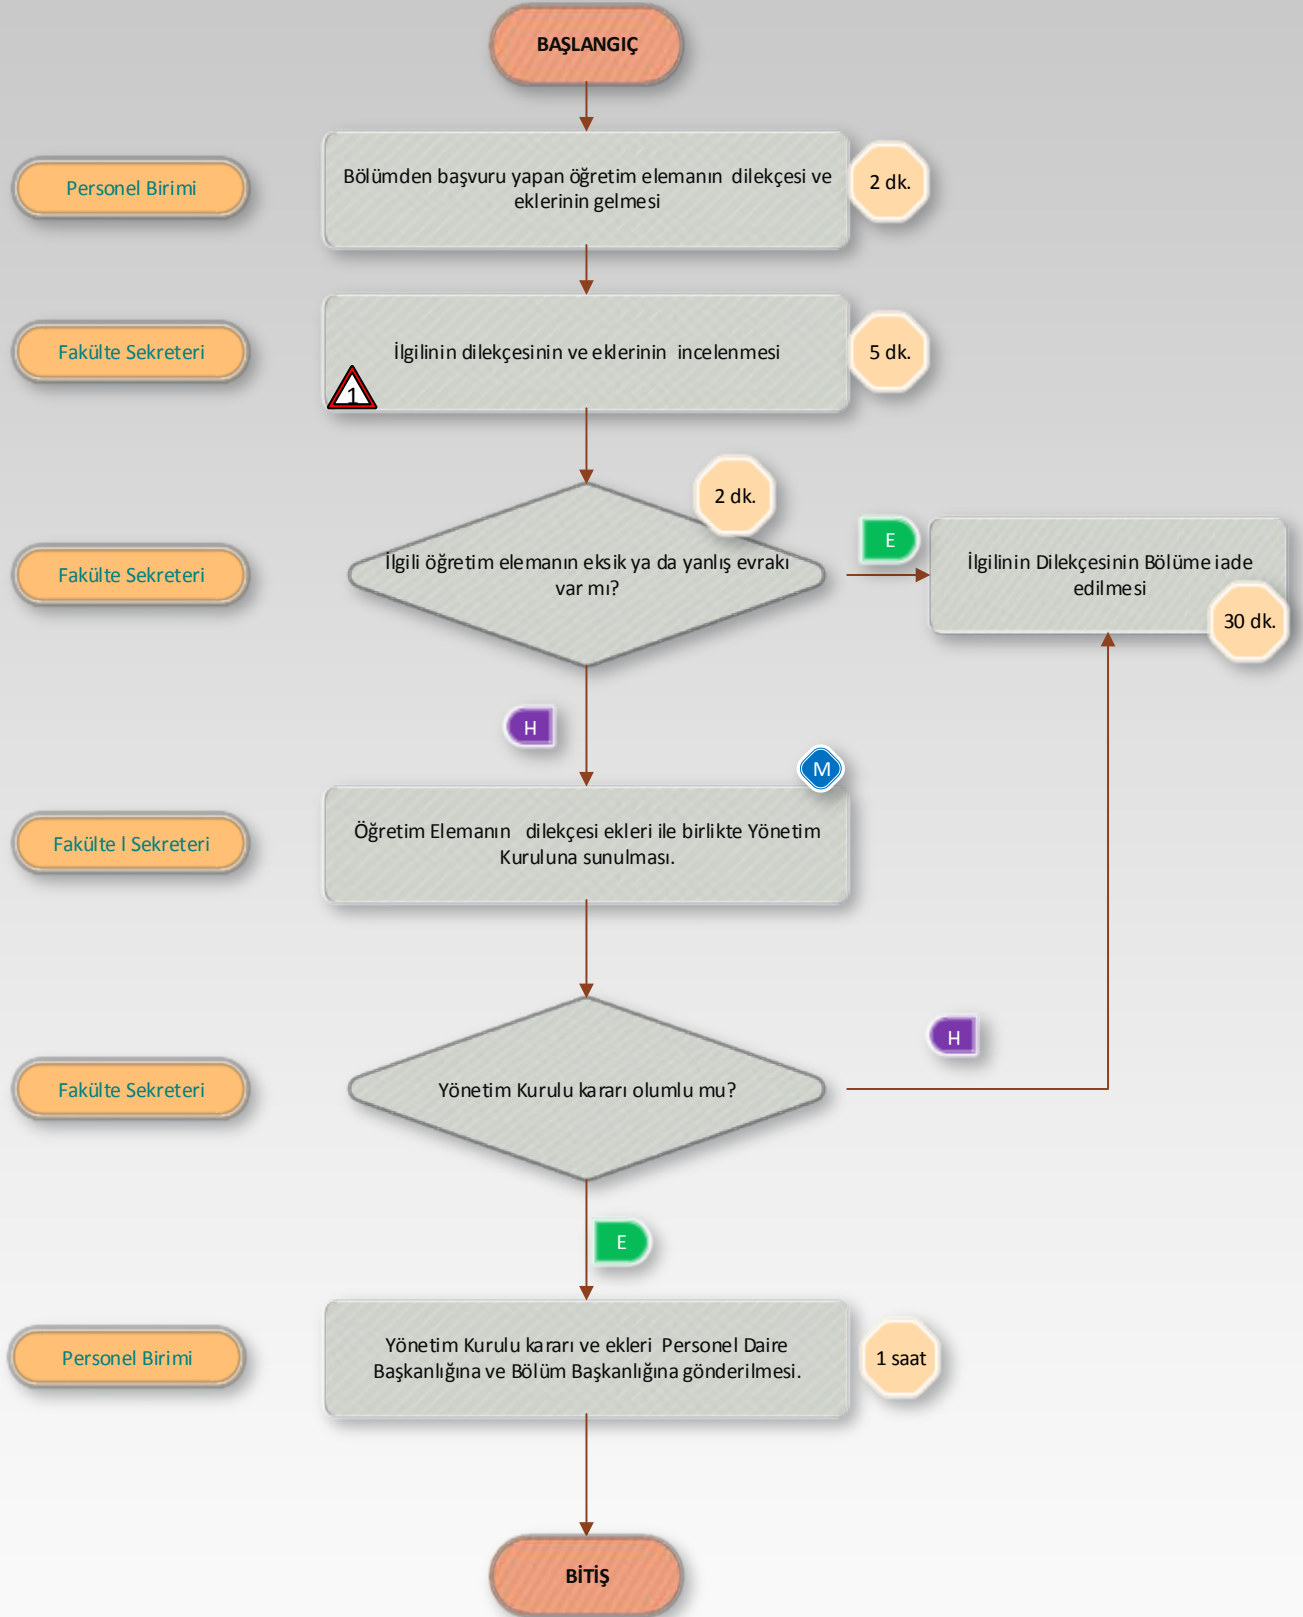 BAŞLANGIÇ
Personel Birimi
Bölümden başvuru yapan öğretim elemanın dilekçesi ve
eklerinin gelmesi
2 dk.
Fakülte Sekreteri
İlgilinin dilekçesinin ve eklerinin incelenmesi
1
5 dk.
2 dk.
Fakülte Sekreteri
İlgili öğretim elemanın eksik ya da yanlış evrakı
var mı?
E
İlgilinin Dilekçesinin Bölüme iade
edilmesi
30 dk.
H
M
Fakülte l Sekreteri
Öğretim Elemanın dilekçesi ekleri ile birlikte Yönetim
Kuruluna sunulması.
Fakülte Sekreteri
Yönetim Kurulu kararı olumlu mu?
H
E
Personel Birimi
Yönetim Kurulu kararı ve ekleri Personel Daire
Başkanlığına ve Bölüm Başkanlığına gönderilmesi.
1 saat
BİTİŞ